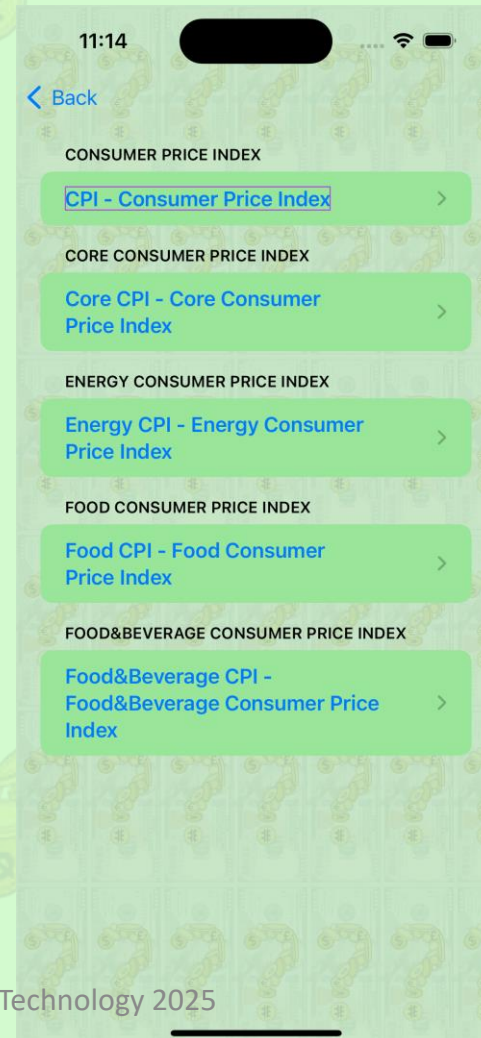 11:14
Back
CONSUMER PRICE INDEX
CPI - Consumer Price Index
CORE CONSUMER PRICE INDEX
Core CPI - Core Consumer
Price Index
ENERGY CONSUMER PRICE INDEX
Energy CPI - Energy Consumer
Price Index
FOOD CONSUMER PRICE INDEX
Food CPI - Food Consumer
Price Index
FOOD&BEVERAGE CONSUMER PRICE INDEX
Food&Beverage CPI -
Food&Beverage Consumer Price
Index
Technology 2025